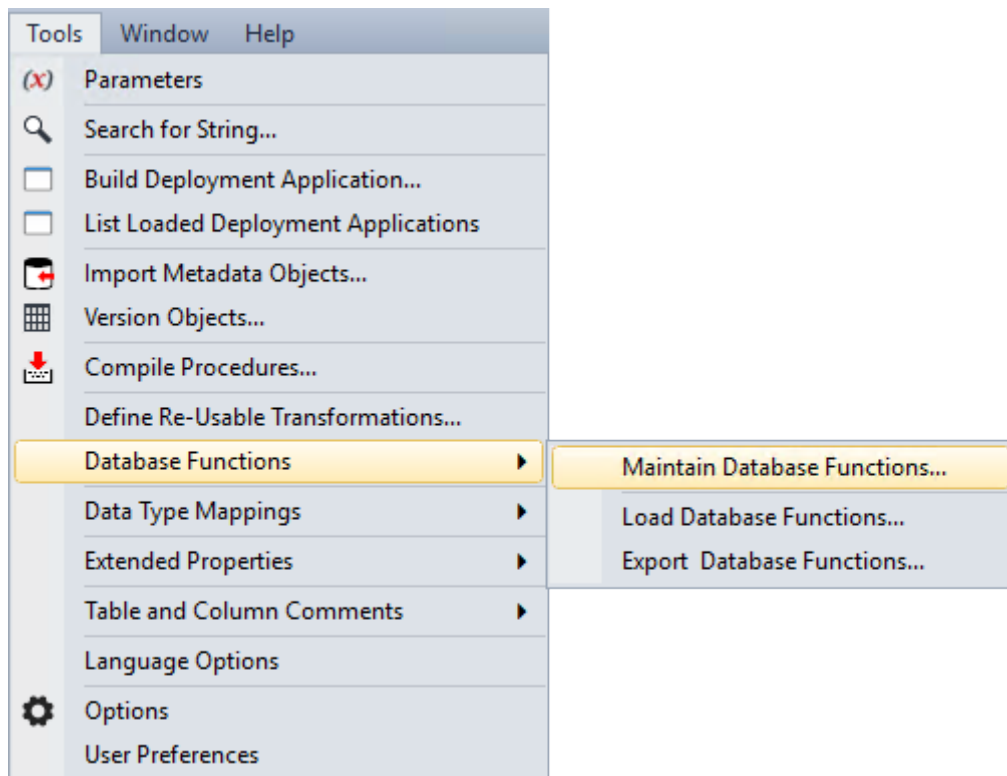 Tools Window Help
(x) Parameters
Search for String...
Build Deployment Application...
List Loaded Deployment Applications
Import Metadata Objects...
Version Objects...
Compile Procedures...
Define Re-Usable Transformations...
Database Functions
Maintain Database Functions...
Load Database Functions...
Export  Database Functions...
Data Type Mappings
Extended Properties
Table and Column Comments
Language Options
Options
User Preferences